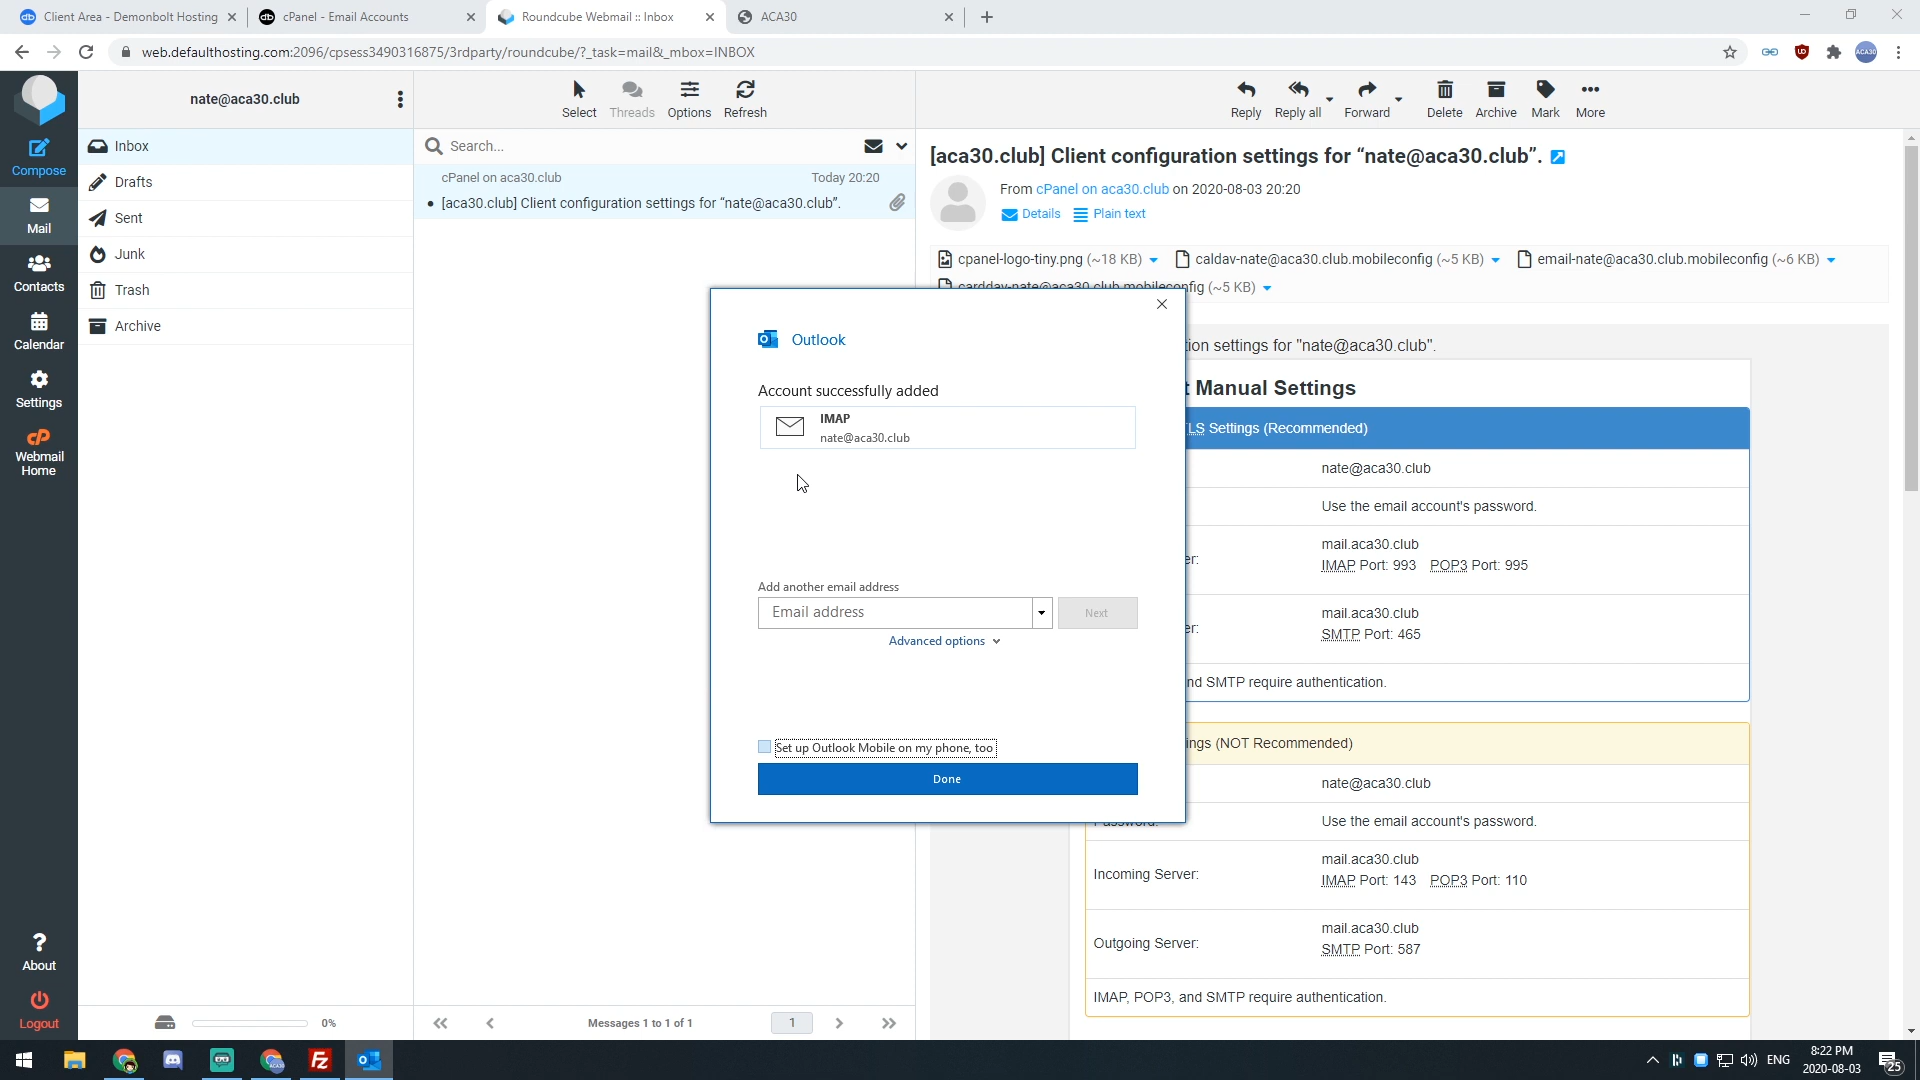 Client Area - Demonbolt Hosting
cPanel - Email Accounts
Roundcube Webmail :: Inbox
ACA30
web.defaulthosting.com:2096/cpsess3490316875/3rdparty/roundcube/?_task=mail&_mbox=INBOX
ACA30
nate@aca30.club
Select
Threads
Options
Refresh
Reply
Reply all
Forward
Delete
Archive
Mark
More
Compose
Mail
Contacts
Calendar
Settings
Webmail
Home
About
Logout
Inbox
Drafts
Sent
Junk
Trash
Archive
0%
Search...
cPanel on aca30.club
Today 20:20
[aca30.club] Client configuration settings for “nate@aca30.club”.
Messages 1 to 1 of 1
1
[aca30.club] Client configuration settings for “nate@aca30.club”.
From cPanel on aca30.club on 2020-08-03 20:20
Details
Plain text
cpanel-logo-tiny.png (~18 KB)
caldav-nate@aca30.club.mobileconfig (~5 KB)
email-nate@aca30.club.mobileconfig (~6 KB)
carddav-nate@aca30.club.mobileconfig (~5 KB)
ion settings for "nate@aca30.club".
t Manual Settings
LS Settings (Recommended)
nate@aca30.club
Use the email account's password.
er:
mail.aca30.club
IMAP Port: 993 POP3 Port: 995
er:
mail.aca30.club
SMTP Port: 465
nd SMTP require authentication.
ings (NOT Recommended)
nate@aca30.club
Password:
Use the email account's password.
Incoming Server:
mail.aca30.club
IMAP Port: 143 POP3 Port: 110
Outgoing Server:
mail.aca30.club
SMTP Port: 587
IMAP, POP3, and SMTP require authentication.
Outlook
Account successfully added
IMAP
nate@aca30.club
Add another email address
Email address
Next
Advanced options
Set up Outlook Mobile on my phone, too
Done
ENG
8:22 PM
2020-08-03
25